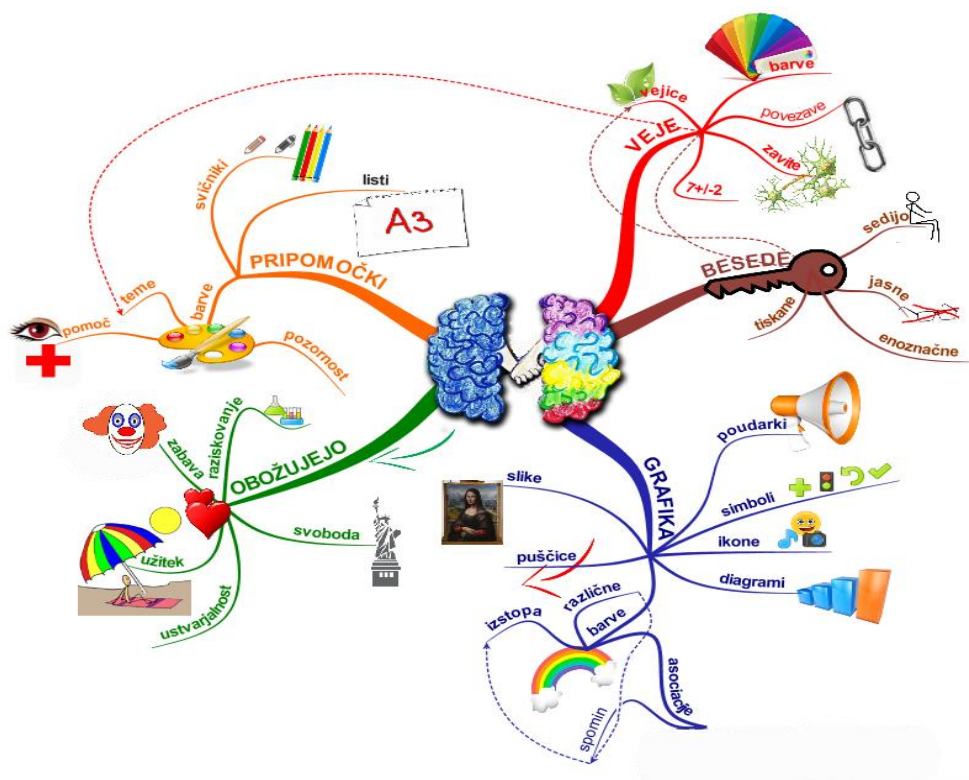 VEJE
barve
vejice
povezave
zavite
7+/-2
BESEDE
sedijo
jasne
enoznačne
tiskane
GRAFIKA
poudarki
simboli
ikone
diagrami
slike
puščice
barve
različne
izstopa
asociacije
spomin
OBOŽUJEJO
raziskovanje
zabava
svoboda
užitek
ustvarjalnost
PRIPOMOČKI
svičniki
listi
A3
barve
teme
pomoč
pozornost